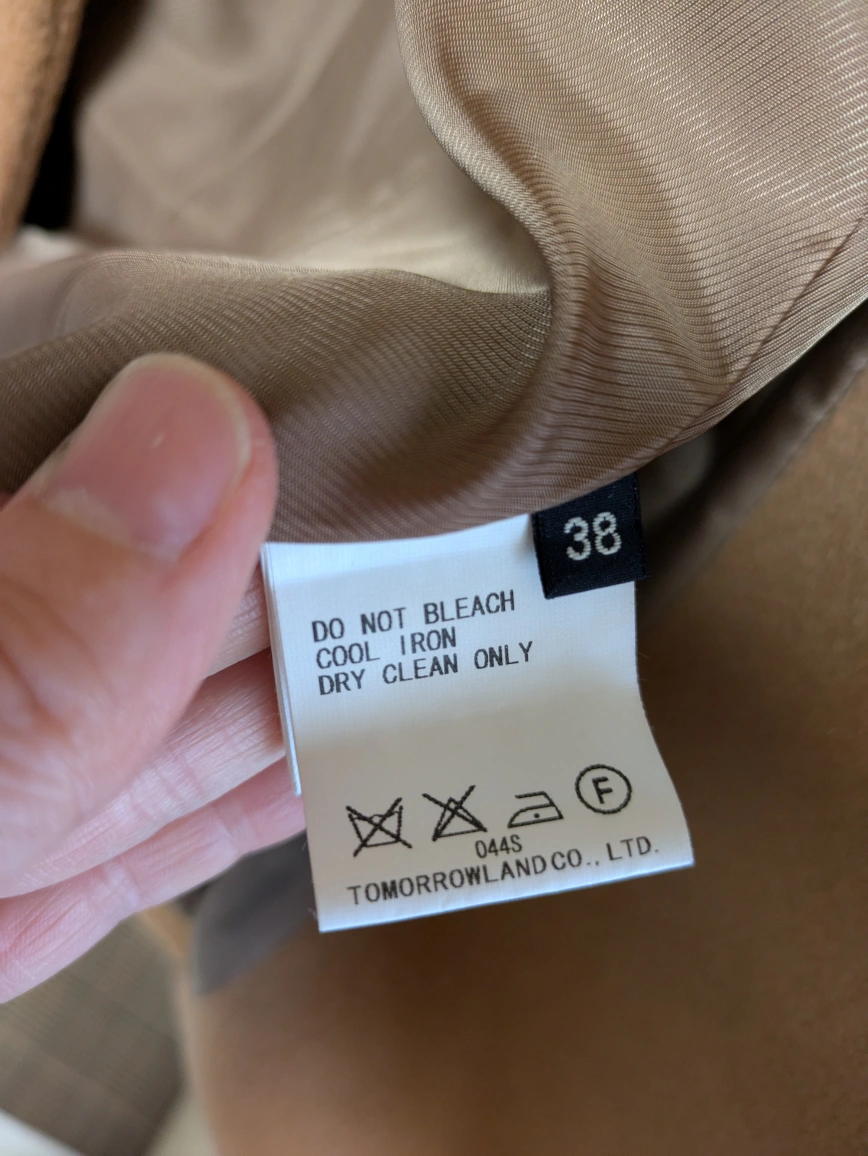 38
DO NOT BLEACH
COOL IRON
DRY CLEAN ONLY
F
044S
TOMORROWLAND CO., LTD.